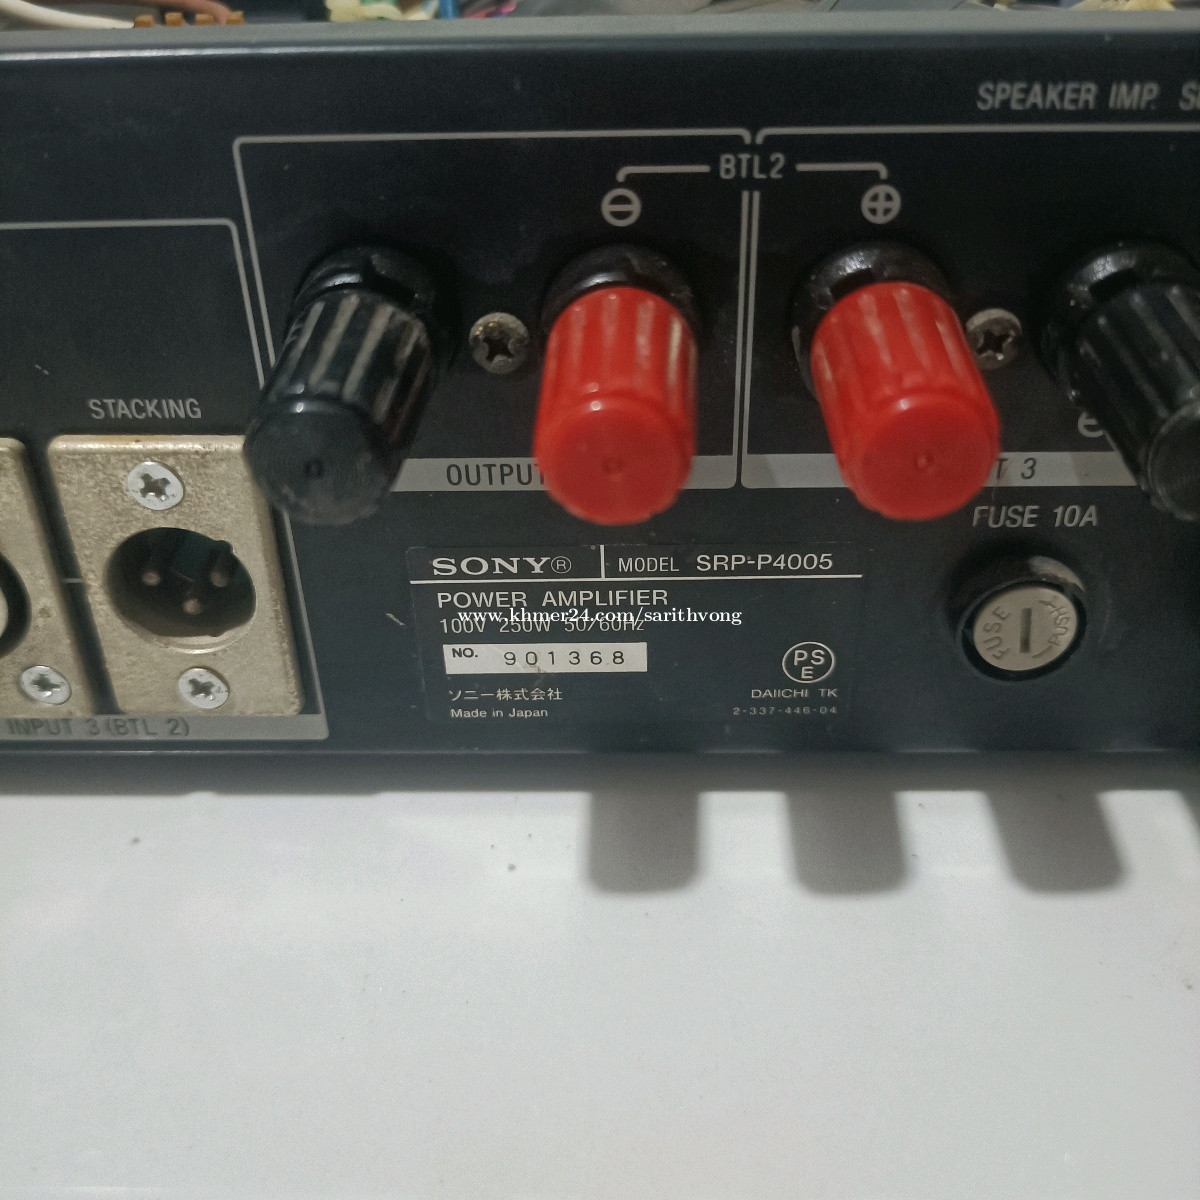 SPEAKER IMP.
BTL2
⊖ ⊕
STACKING
OUTPUT
3
⊖
FUSE 10A
SONY® MODEL SRP-P4005
POWER AMPLIFIER
www.khmer24.com/sarithvong
100V 250W 50/60Hz
NO. 901368
PS
E
FUSE
PUSH
ソニー株式会社
DAIICHI TK
Made in Japan
2-337-446-04
INPUT 3 (BTL 2)